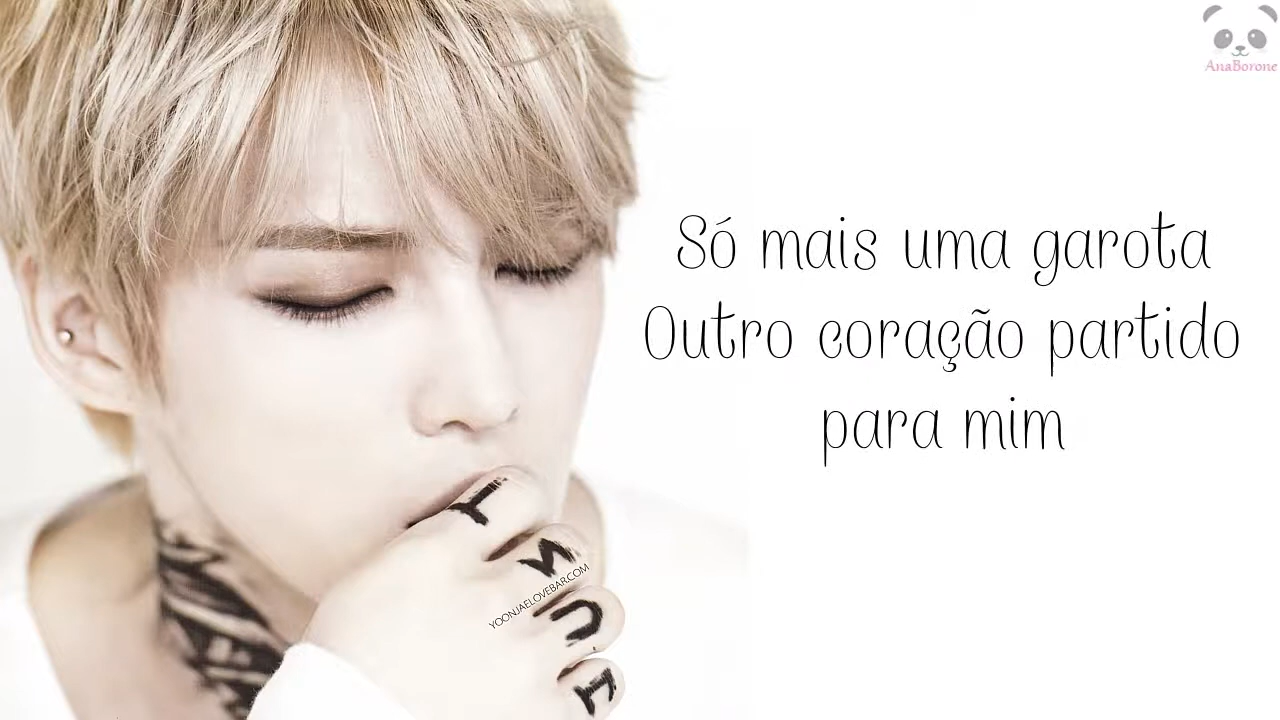 AnaBorone
Só mais uma garota
Outro coração partido
para mim
YOONJAELOVEBAR.COM